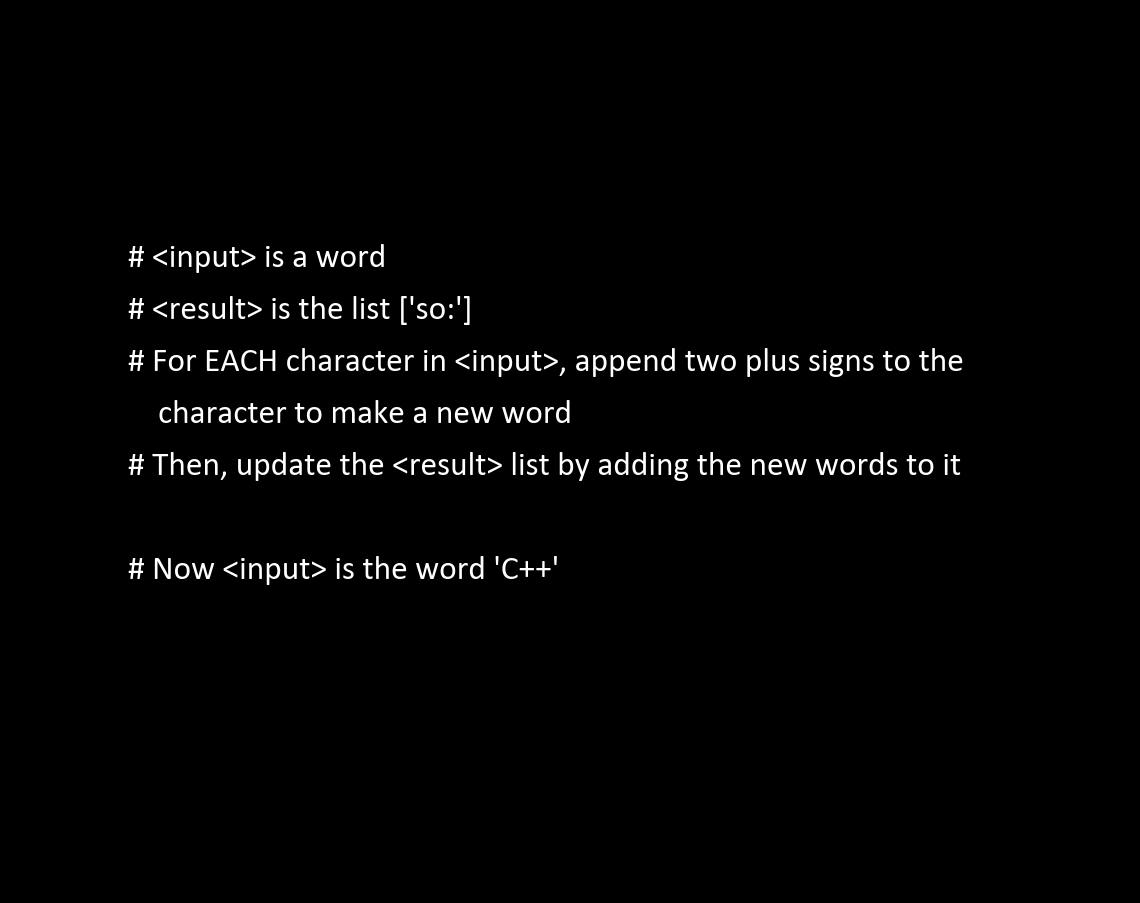 # <input> is a word
# <result> is the list ['so:']
# For EACH character in <input>, append two plus signs to the
character to make a new word
# Then, update the <result> list by adding the new words to it
# Now <input> is the word 'C++'